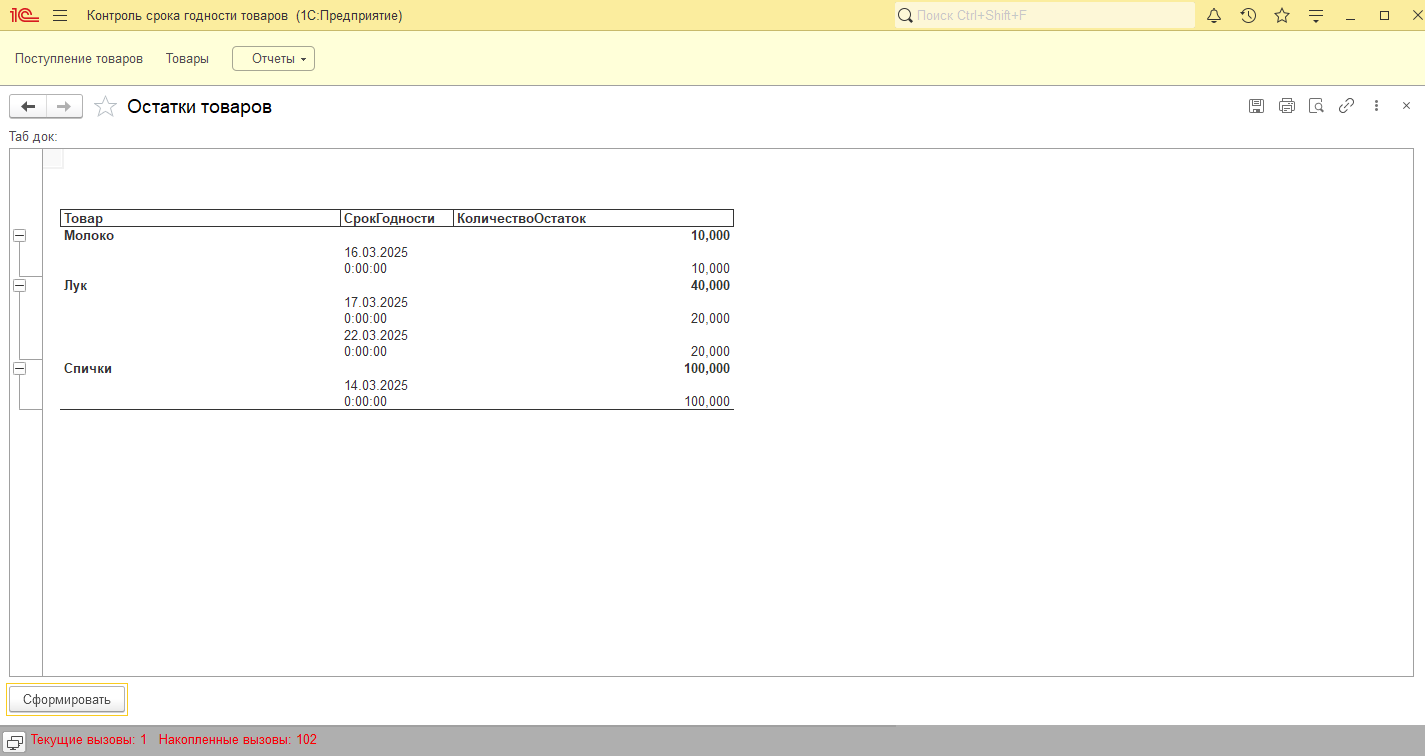 1С Контроль срока годности товаров (1С:Предприятие) Поиск Ctrl+Shift+F
Поступление товаров Товары Отчеты
Остатки товаров
Таб док:
Товар СрокГодности КоличествоОстаток
Молоко 10,000
16.03.2025
0:00:00 10,000
Лук 40,000
17.03.2025
0:00:00 20,000
22.03.2025
0:00:00 20,000
Спички 100,000
14.03.2025
0:00:00 100,000
Сформировать
Текущие вызовы: 1 Накопленные вызовы: 102